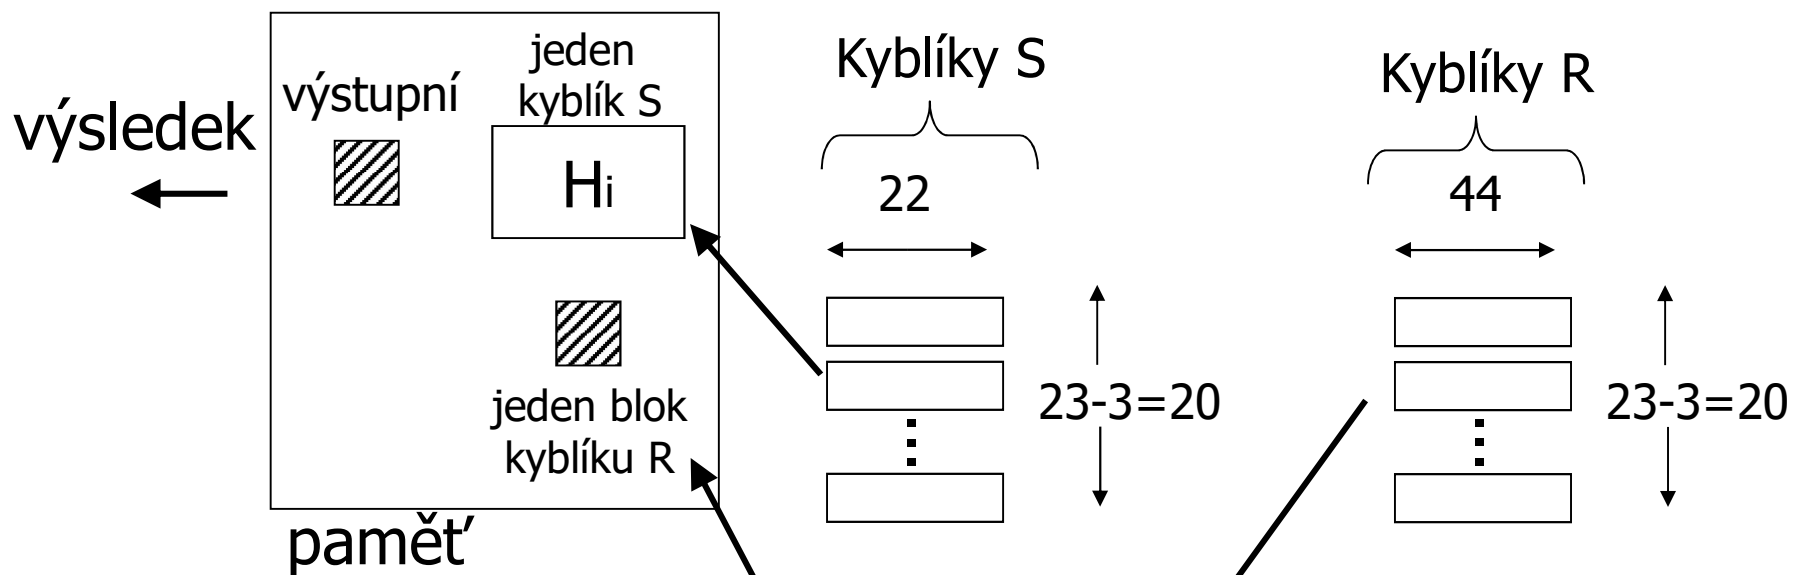 výsledek
výstupní
jeden
kyblík S
Hi
jeden blok
kyblíku R
paměť
Kyblíky S
22
23-3=20
Kyblíky R
44
23-3=20